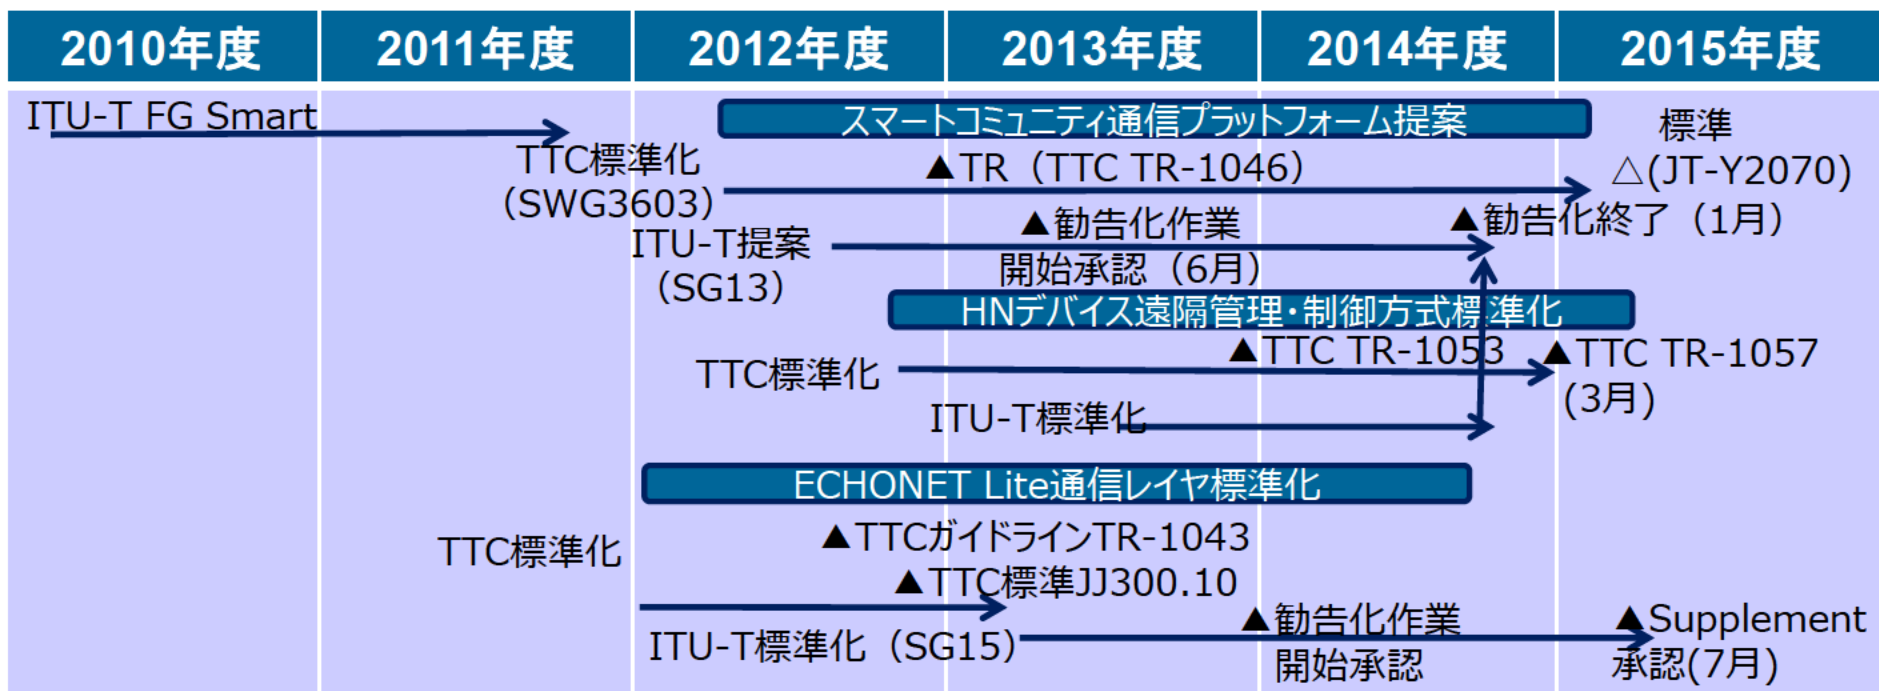 2010年度 2011年度 2012年度 2013年度 2014年度 2015年度
ITU-T FG Smart
スマートコミュニティ通信プラットフォーム提案
標準
△(JT-Y2070)
TTC標準化
（SWG3603）
▲TR（TTC TR-1046）
ITU-T提案
（SG13）
▲勧告化作業
開始承認（6月）
▲勧告化終了（1月）
HNデバイス遠隔管理・制御方式標準化
TTC標準化
▲TTC TR-1053
▲TTC TR-1057
(3月)
ITU-T標準化
ECHONET Lite通信レイヤ標準化
TTC標準化
▲TTCガイドラインTR-1043
▲TTC標準JJ300.10
ITU-T標準化（SG15）
▲勧告化作業
開始承認
▲Supplement
承認(7月)